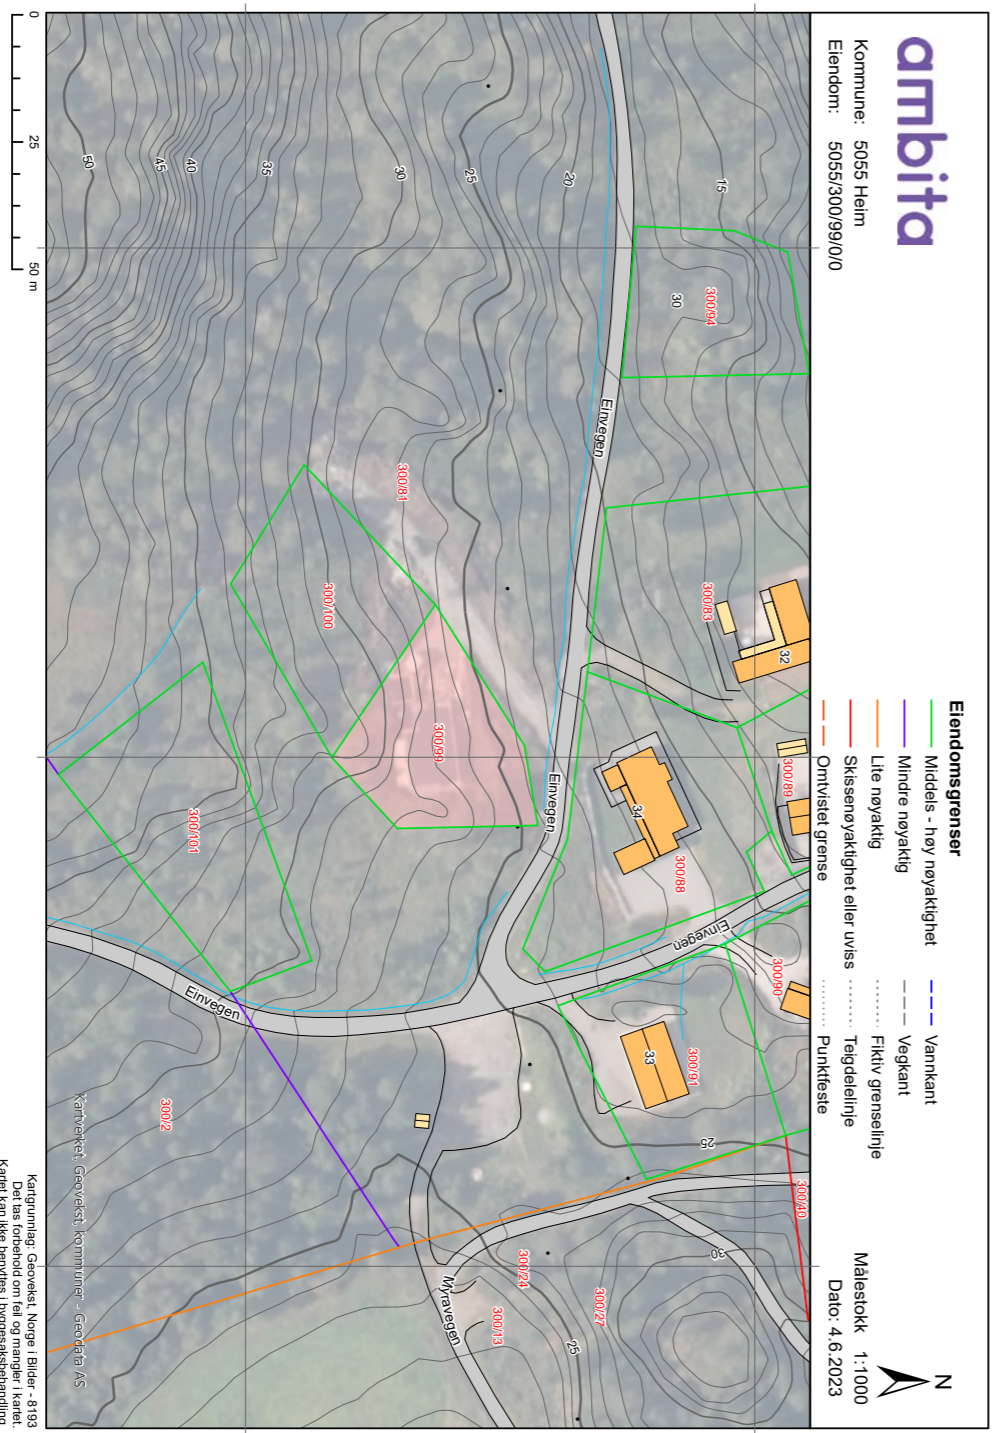 ambita
Kommune: 5055 Heim
Eiendom: 5055/300/99/0/0
Eiendomsgrenser
Middels - høy nøyaktighet
Mindre nøyaktig
Lite nøyaktig
Skissenøyaktighet eller uviss
Omtvistet grense
Vannkant
Vegkant
Fiktiv grenselinje
Teigdelelinje
Punktfeste
Målestokk 1:1000
Dato: 4.6.2023
N
15
300/94
30
20
25
30
35
40
45
50
Einvegen
300/81
300/83
32
300/100
300/99
300/89
34
300/88
Einvegen
Einvegen
300/101
300/90
33
300/91
Einvegen
300/2
25
300/40
30
300/24
300/27
300/13
Myravegen
25
Kartverket, Geovekst, kommuner - Geodata AS
0 25 50 m
Kartgrunnlag: Geovekst, Norge i Bilder - 8193
Det tas forbehold om feil og mangler i kartet.
Kartet kan ikke benyttes i byggesaksbehandling.